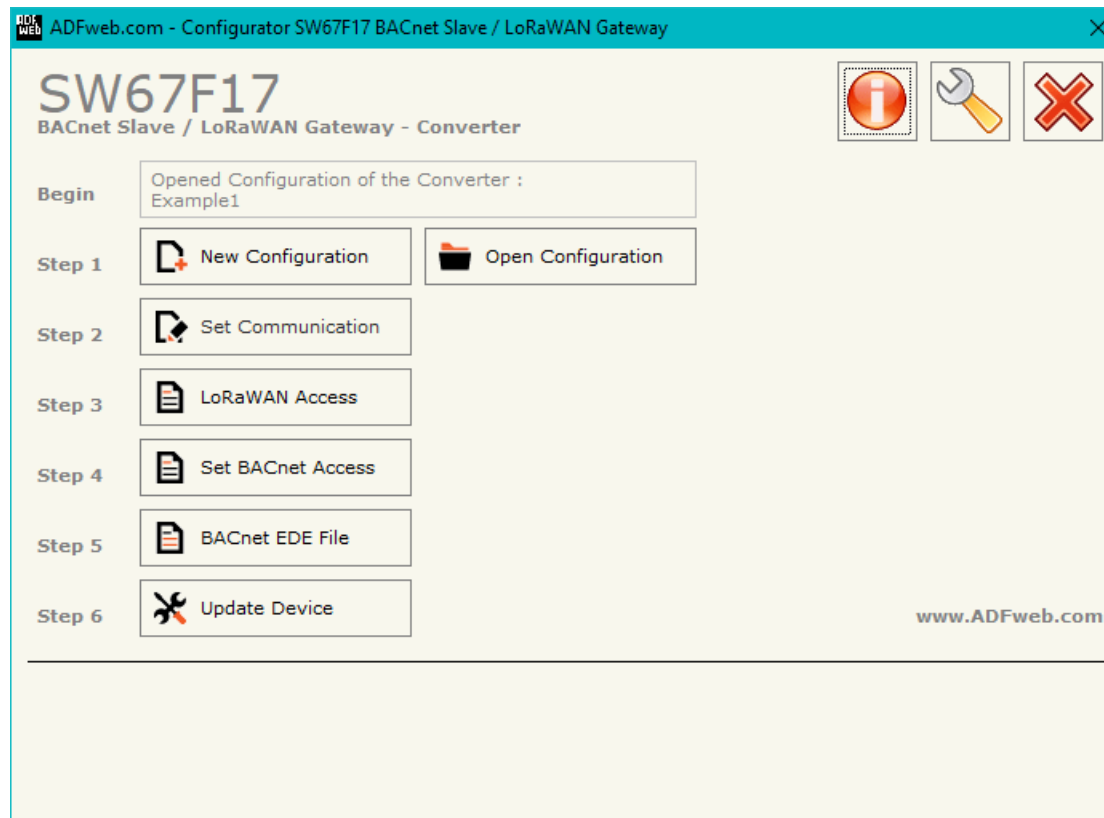 ADF
WEB
ADFweb.com - Configurator SW67F17 BACnet Slave / LoRaWAN Gateway
SW67F17
BACnet Slave / LoRaWAN Gateway - Converter
Begin
Opened Configuration of the Converter :
Example1
Step 1
New Configuration
Open Configuration
Step 2
Set Communication
Step 3
LoRaWAN Access
Step 4
Set BACnet Access
Step 5
BACnet EDE File
Step 6
Update Device
www.ADFweb.com